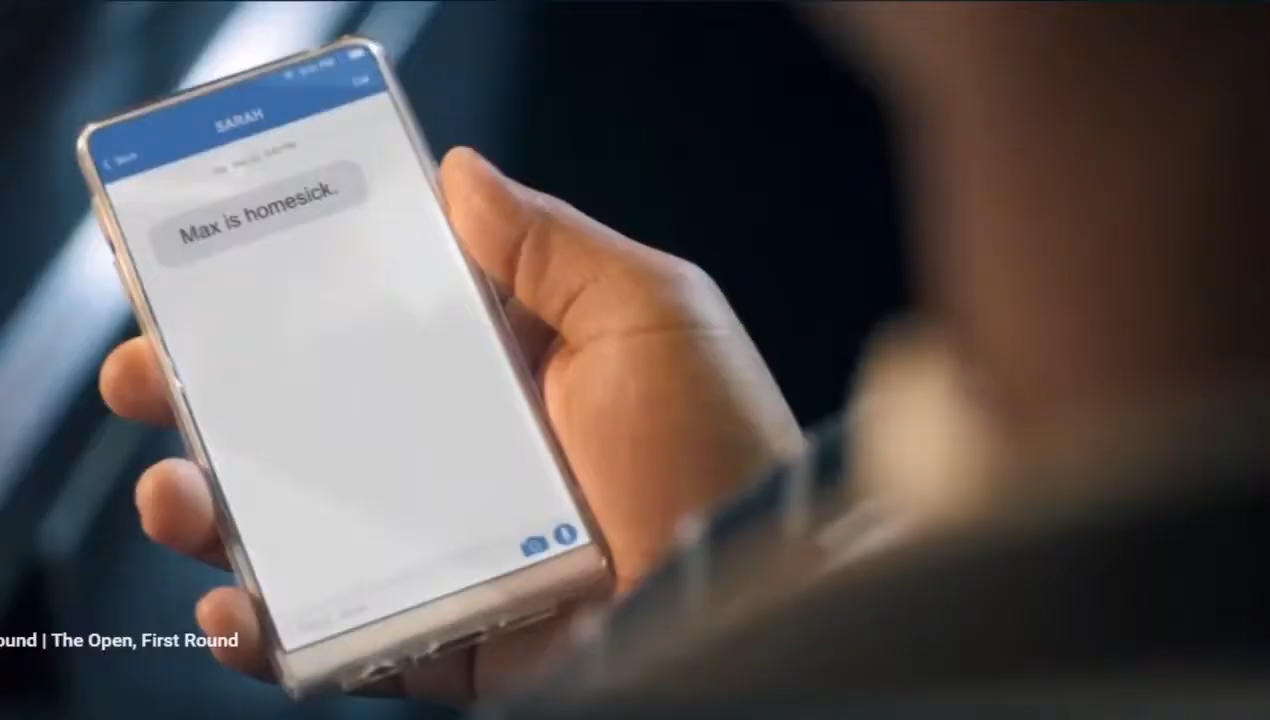 SARAH
Max is homesick.
ound | The Open, First Round